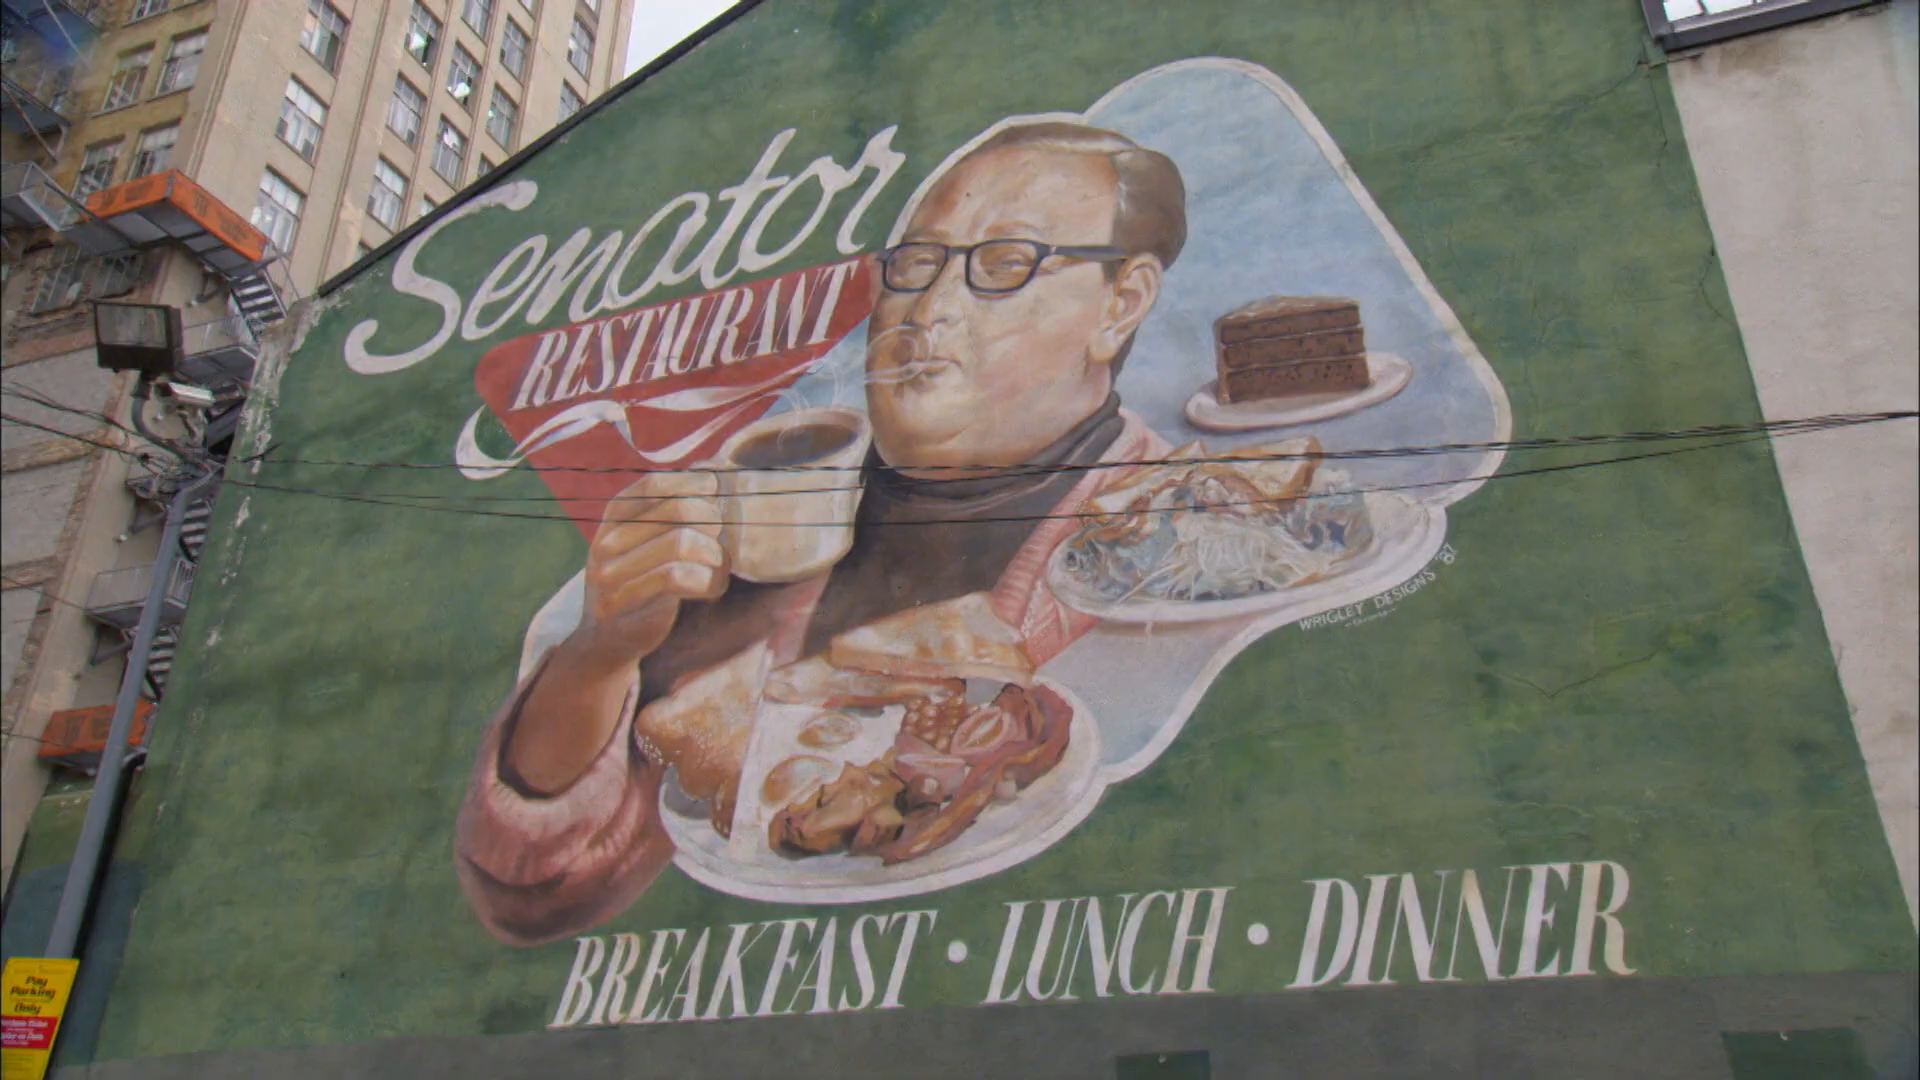 Senator
RESTAURANT
WRIGLEY DESIGNS '87
BREAKFAST • LUNCH • DINNER
Pay
Parking
Only